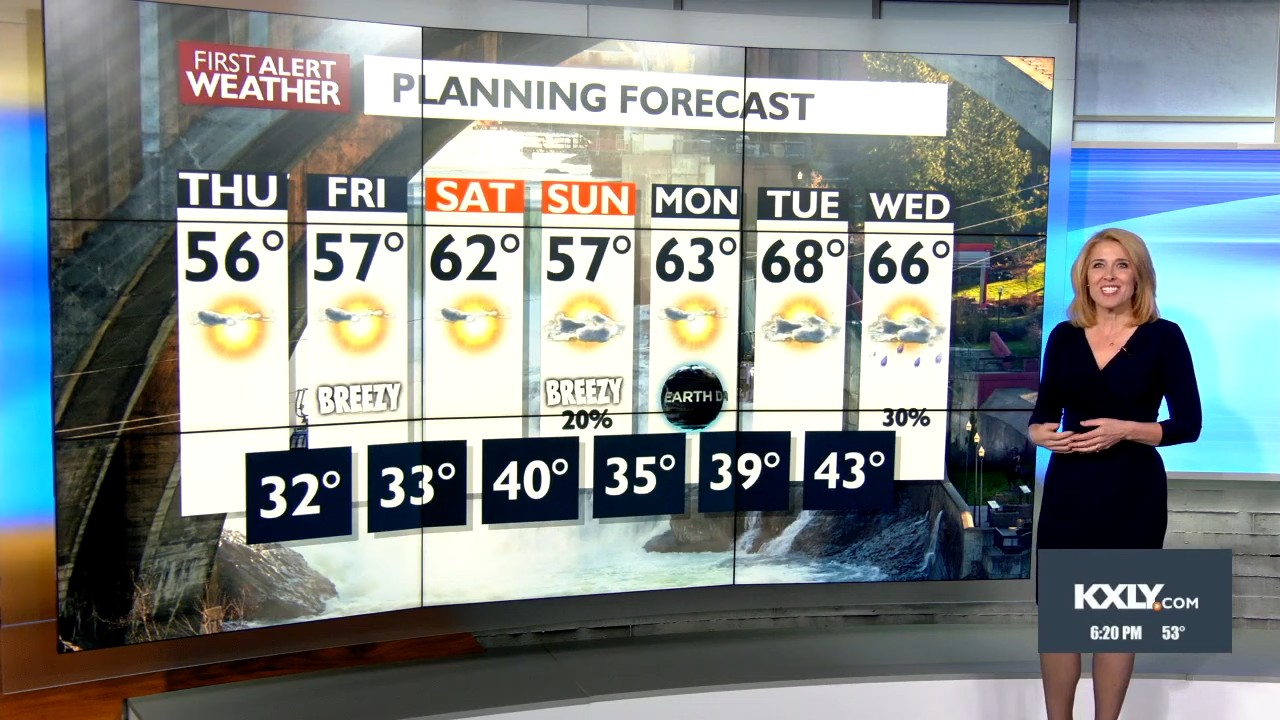 FIRST ALERT
WEATHER
PLANNING FORECAST
THU FRI SAT SUN MON TUE WED
56° 57° 62° 57° 63° 68° 66°
BREEZY BREEZY EARTH D
20% 30%
32° 33° 40° 35° 39° 43°
KXLY.COM
6:20 PM 53°